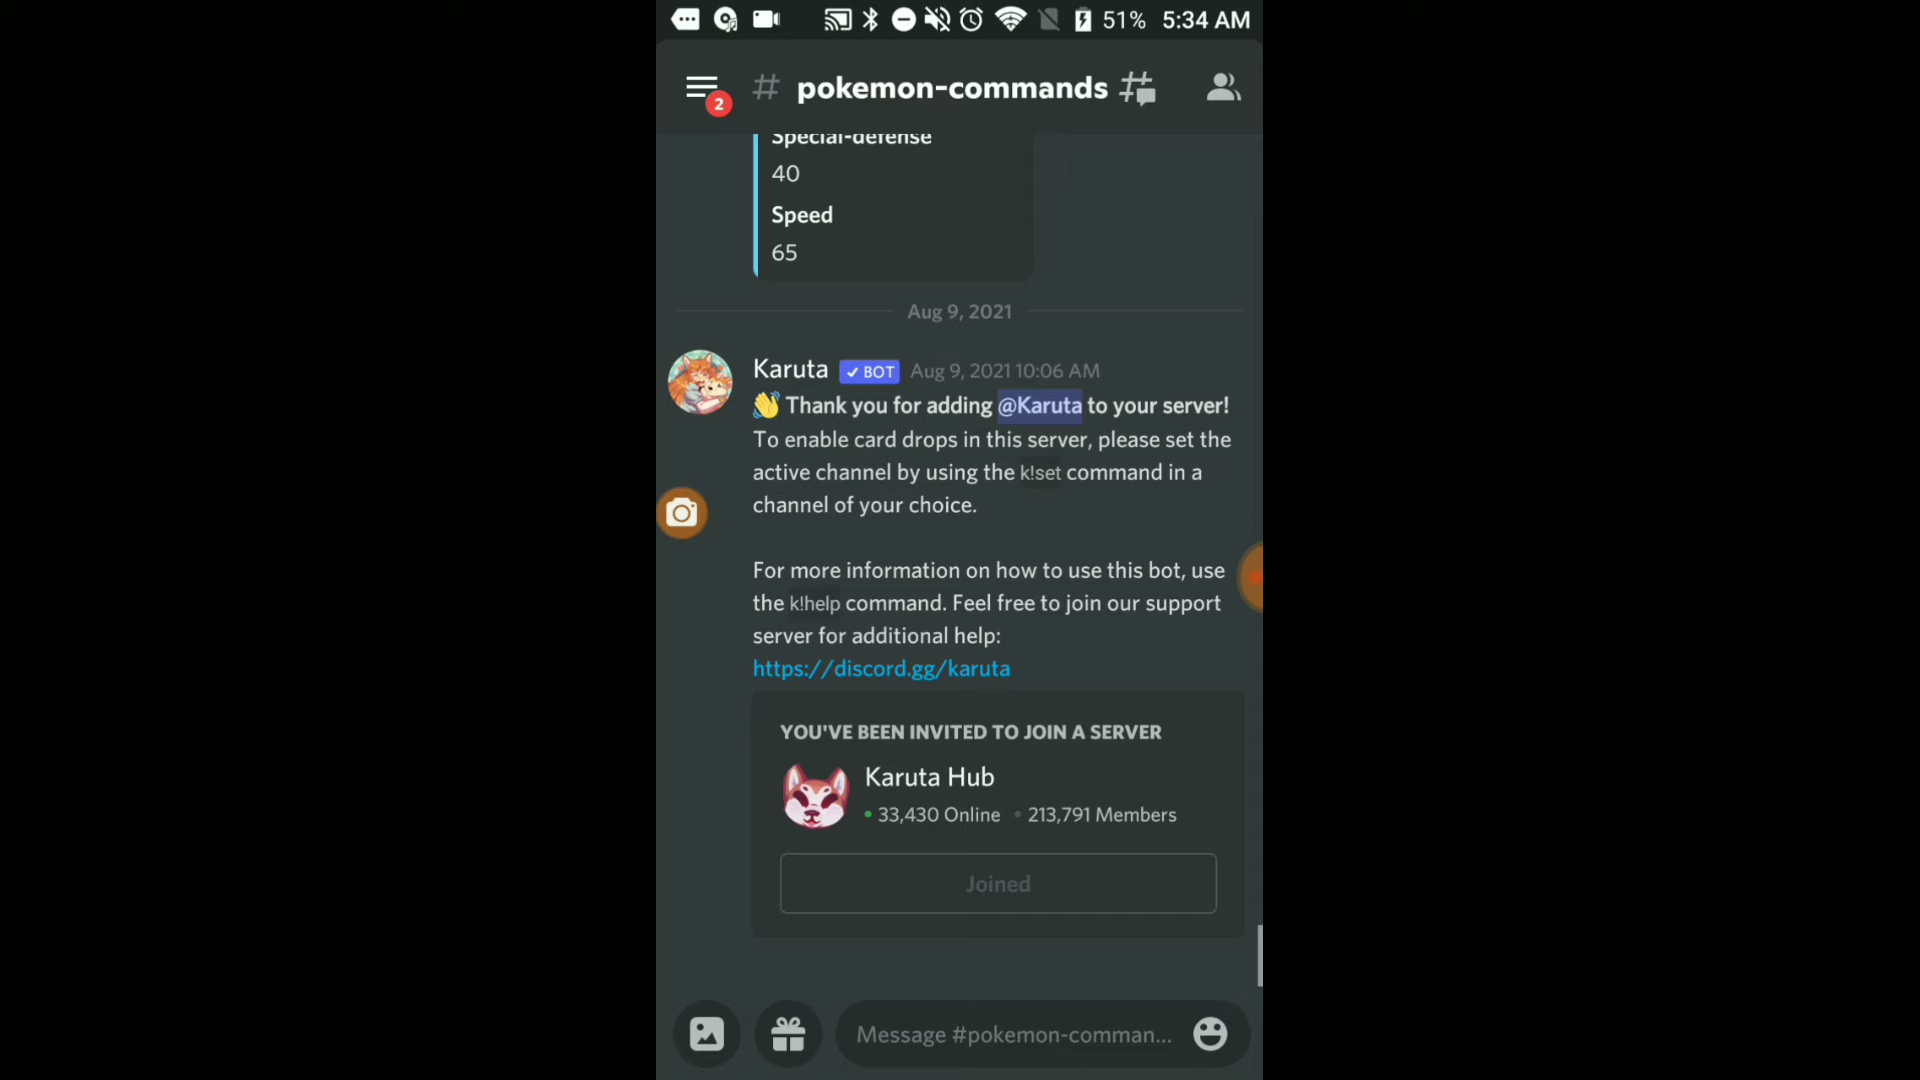 51% 5:34 AM
2
# pokemon-commands
Special-defense
40
Speed
65
Aug 9, 2021
Karuta ✓ BOT Aug 9, 2021 10:06 AM
👋 Thank you for adding @Karuta to your server!
To enable card drops in this server, please set the
active channel by using the k!set command in a
channel of your choice.
For more information on how to use this bot, use
the k!help command. Feel free to join our support
server for additional help:
https://discord.gg/karuta
YOU'VE BEEN INVITED TO JOIN A SERVER
Karuta Hub
33,430 Online • 213,791 Members
Joined
Message #pokemon-comman...